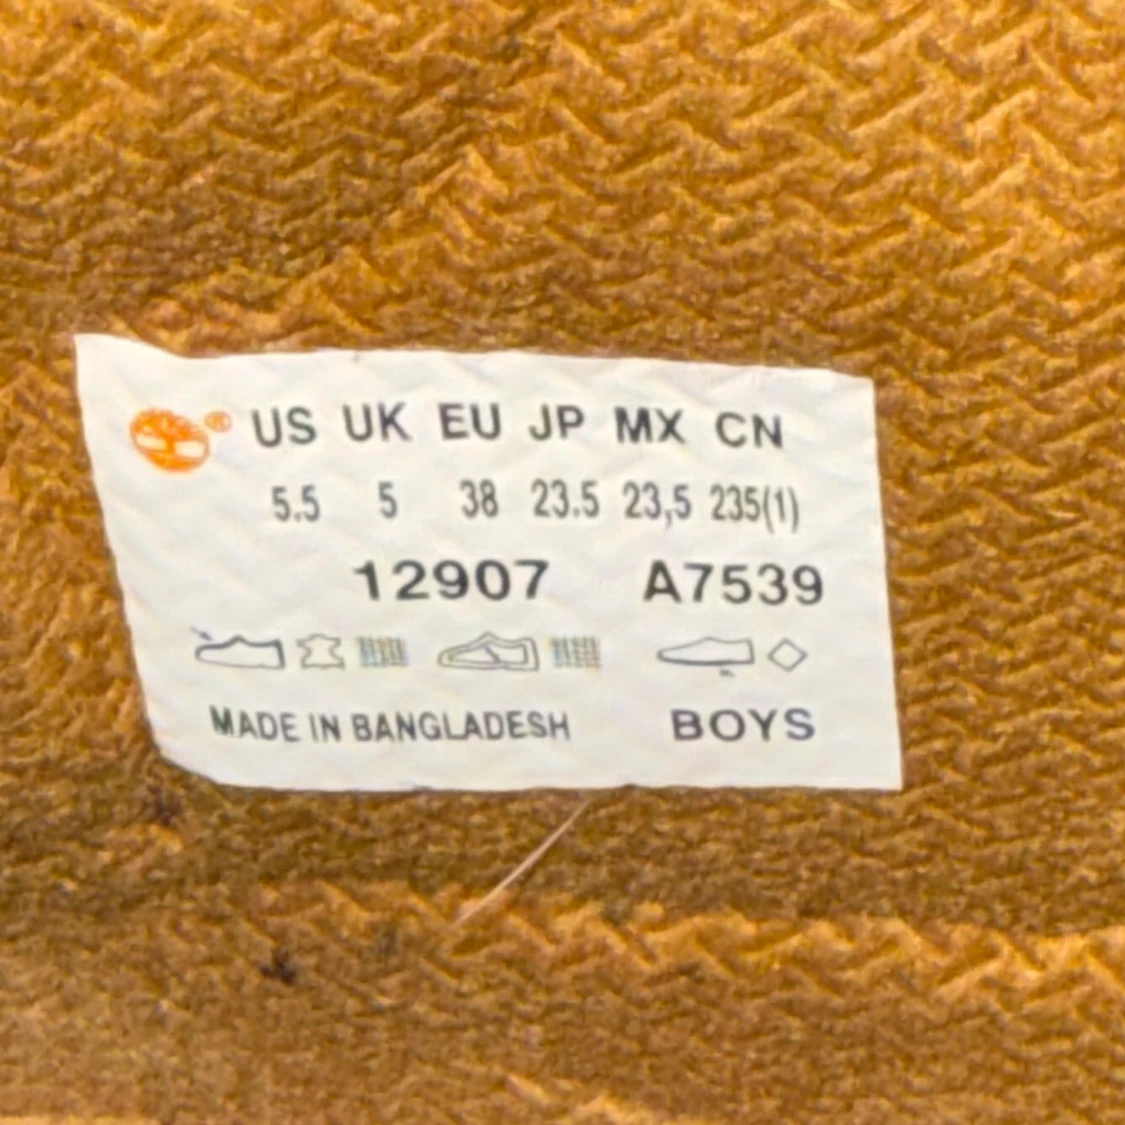 ® US UK EU JP MX CN
5.5 5 38 23.5 23,5 235(1)
12907 A7539
MADE IN BANGLADESH BOYS